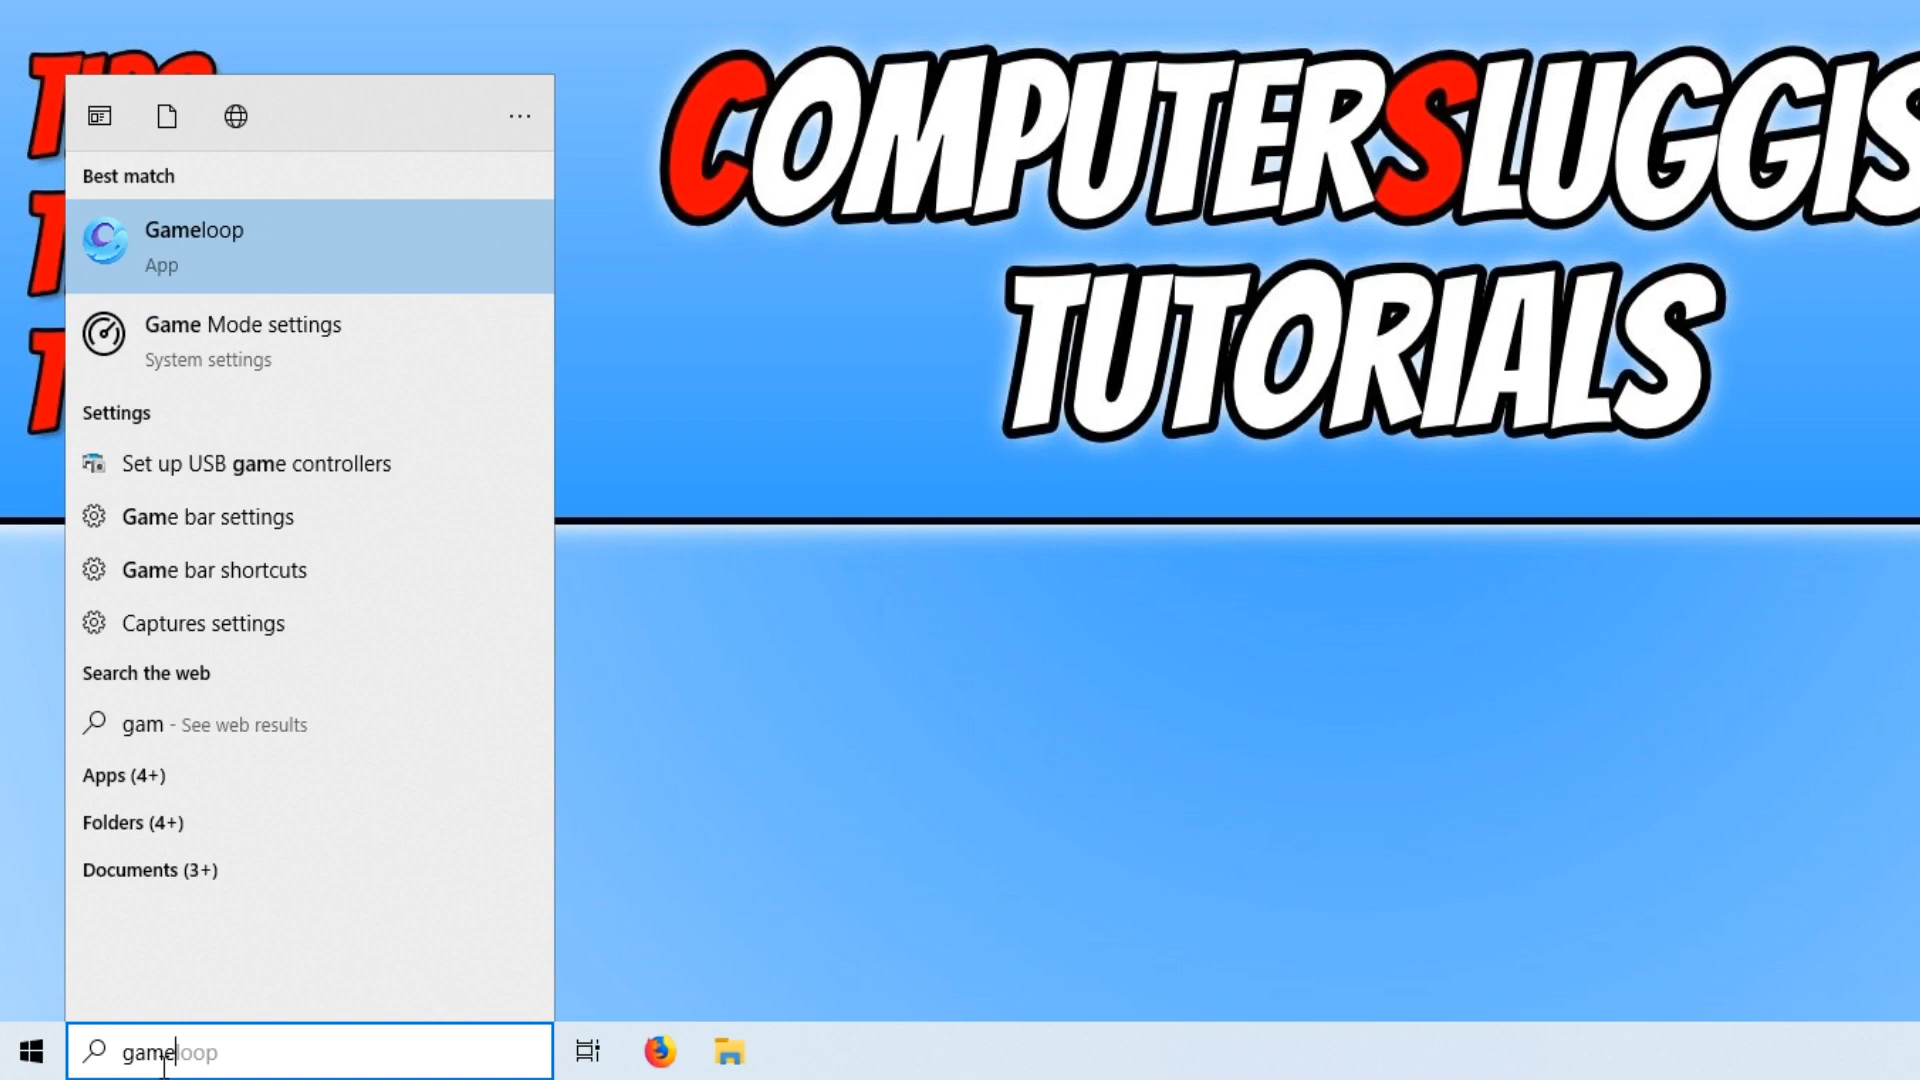 COMPUTERSLUGGIS
TUTORIALS
Best match
Gameloop
App
Game Mode settings
System settings
Settings
Set up USB game controllers
Game bar settings
Game bar shortcuts
Captures settings
Search the web
gam - See web results
Apps (4+)
Folders (4+)
Documents (3+)
gameloop